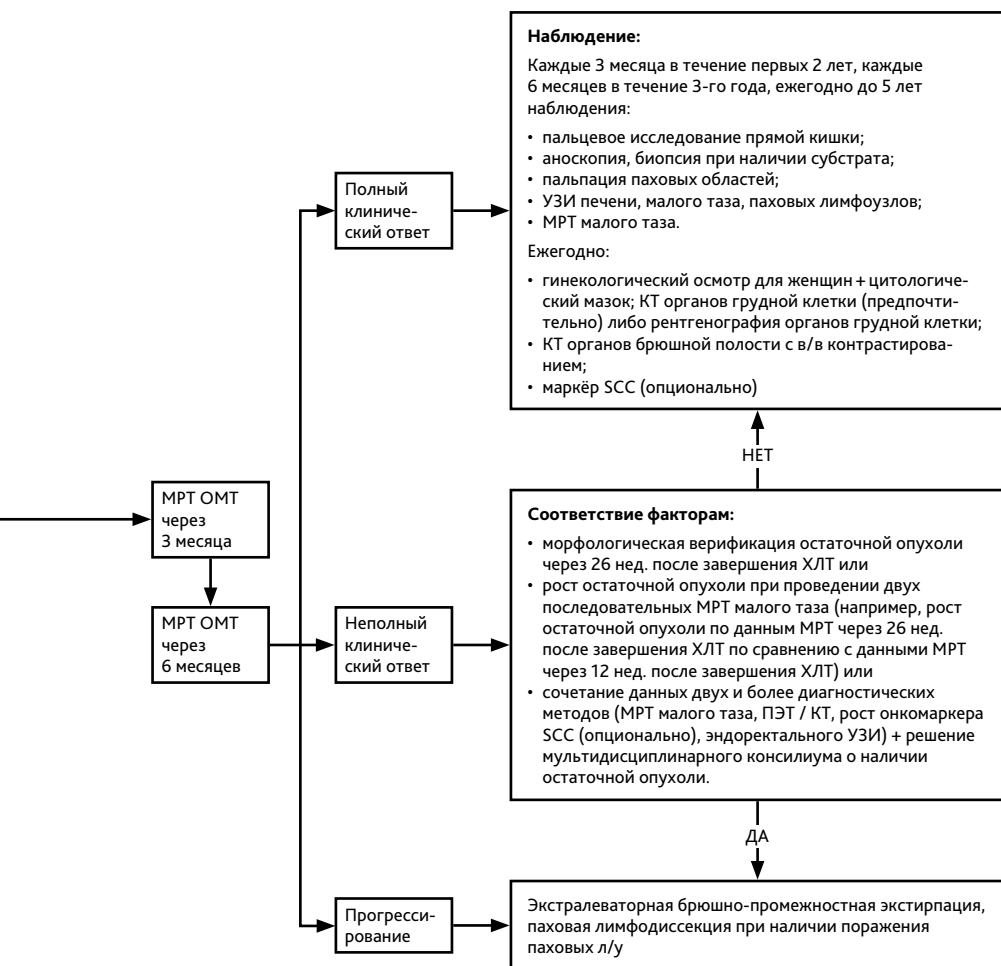 МРТ ОМТ
через
3 месяца
МРТ ОМТ
через
6 месяцев
Полный
клиниче-
ский ответ
Наблюдение:
Каждые 3 месяца в течение первых 2 лет, каждые
6 месяцев в течение 3-го года, ежегодно до 5 лет
наблюдения:
• пальцевое исследование прямой кишки;
• аноскопия, биопсия при наличии субстрата;
• пальпация паховых областей;
• УЗИ печени, малого таза, паховых лимфоузлов;
• МРТ малого таза.
Ежегодно:
• гинекологический осмотр для женщин + цитологиче-
ский мазок; КТ органов грудной клетки (предпочти-
тельно) либо рентгенография органов грудной клетки;
• КТ органов брюшной полости с в/в контрастирова-
нием;
• маркёр SCC (опционально)
НЕТ
Неполный
клиниче-
ский ответ
Соответствие факторам:
• морфологическая верификация остаточной опухоли
через 26 нед. после завершения ХЛТ или
• рост остаточной опухоли при проведении двух
последовательных МРТ малого таза (например, рост
остаточной опухоли по данным МРТ через 26 нед.
после завершения ХЛТ по сравнению с данными МРТ
через 12 нед. после завершения ХЛТ) или
• сочетание данных двух и более диагностических
методов (МРТ малого таза, ПЭТ / КТ, рост онкомаркера
SCC (опционально), эндоректального УЗИ) + решение
мультидисциплинарного консилиума о наличии
остаточной опухоли.
ДА
Прогресси-
рование
Экстралеваторная брюшно-промежностная экстирпация,
паховая лимфодиссекция при наличии поражения
паховых л/у